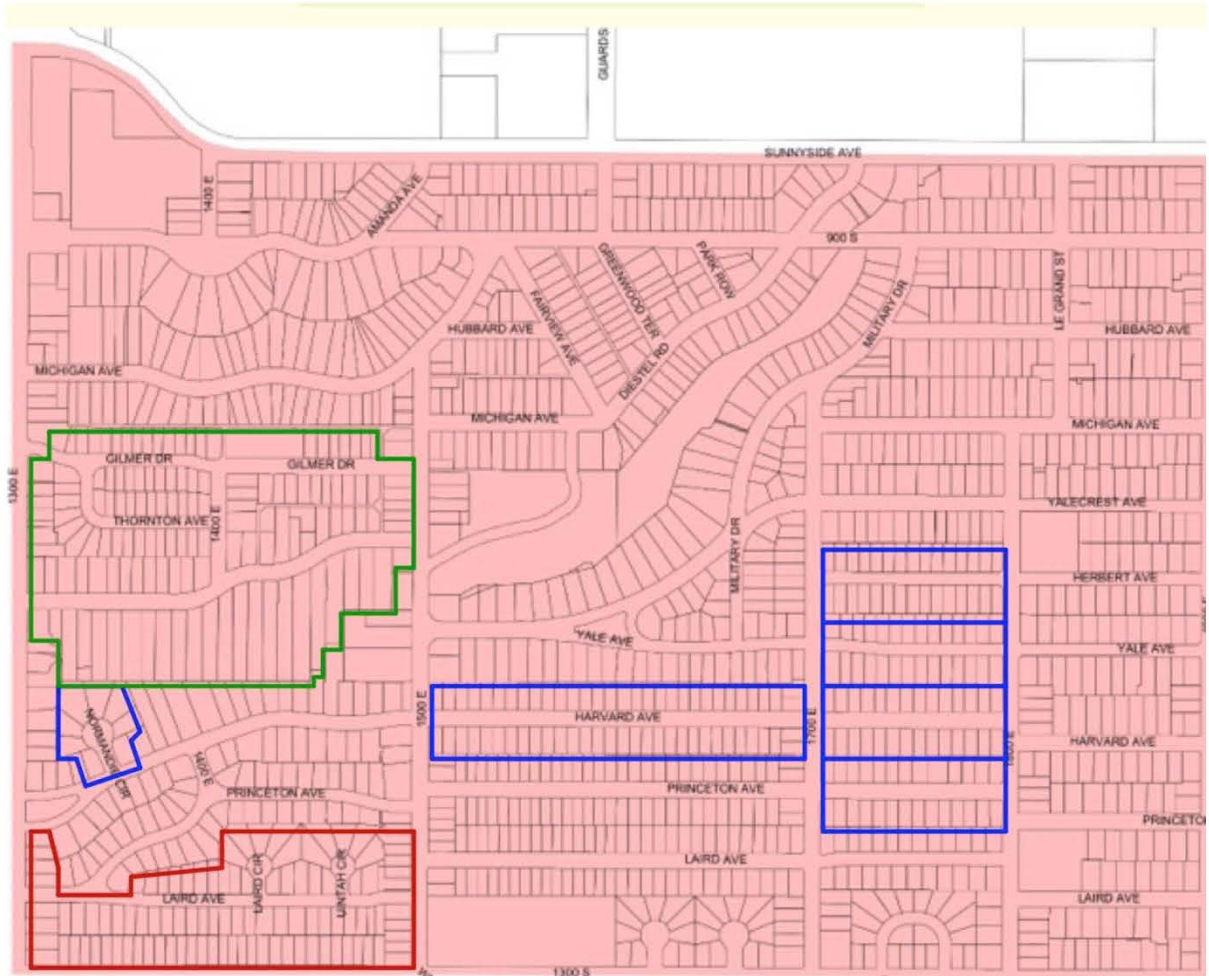 GUARDS
SUNNYSIDE AVE
1400 E
AMANDA AVE
900 S
GREENWOOD TER
PARK ROW
LE GRAND ST
MILITARY DR
FAIRVIEW AVE
HUBBARD AVE
HUBBARD AVE
MICHIGAN AVE
DIESTEL RD
MICHIGAN AVE
MICHIGAN AVE
GILMER DR
GILMER DR
1300 E
YALECREST AVE
THORNTON AVE
1400 E
MILITARY DR
HERBERT AVE
YALE AVE
YALE AVE
NORMANDIE CIR
1500 E
HARVARD AVE
1700 E
HARVARD AVE
1400 E
PRINCETON AVE
PRINCETON AVE
PRINCETO
LAIRD AVE
LAIRD CIR
UINTAH CIR
LAIRD AVE
LAIRD AVE
1300 S